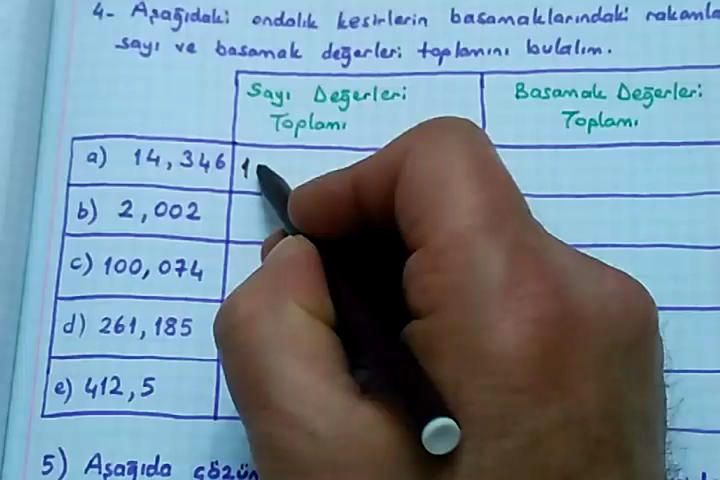 4- Aşağıdaki ondalık kesirlerin basamaklarındaki
sayı ve basamak değerleri toplamını bulalım.
Sayı Değerleri Toplamı
Basamak Değerleri Toplamı
a) 14,346 1
b) 2,002
c) 100,074
d) 261,185
e) 412,5
5) Aşağıda